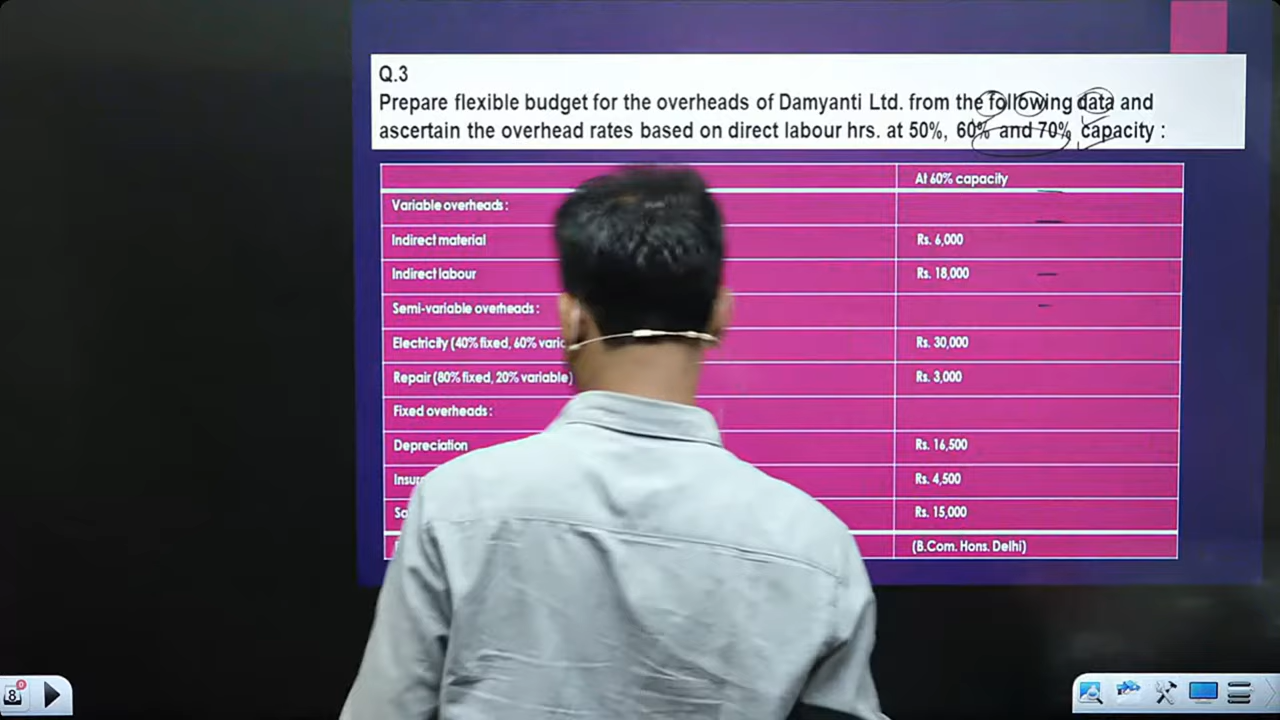 Q.3
Prepare flexible budget for the overheads of Damyanti Ltd. from the following data and
ascertain the overhead rates based on direct labour hrs. at 50%, 60% and 70% capacity :
At 60% capacity
Variable overheads :
Indirect material Rs. 6,000
Indirect labour Rs. 18,000
Semi-variable overheads :
Electricity (40% fixed, 60% Rs. 30,000
Repair (80% fixed, 20% variable) Rs. 3,000
Fixed overheads :
Depreciation Rs. 16,500
Rs. 4,500
Rs. 15,000
(B.Com. Hons. Delhi)
8